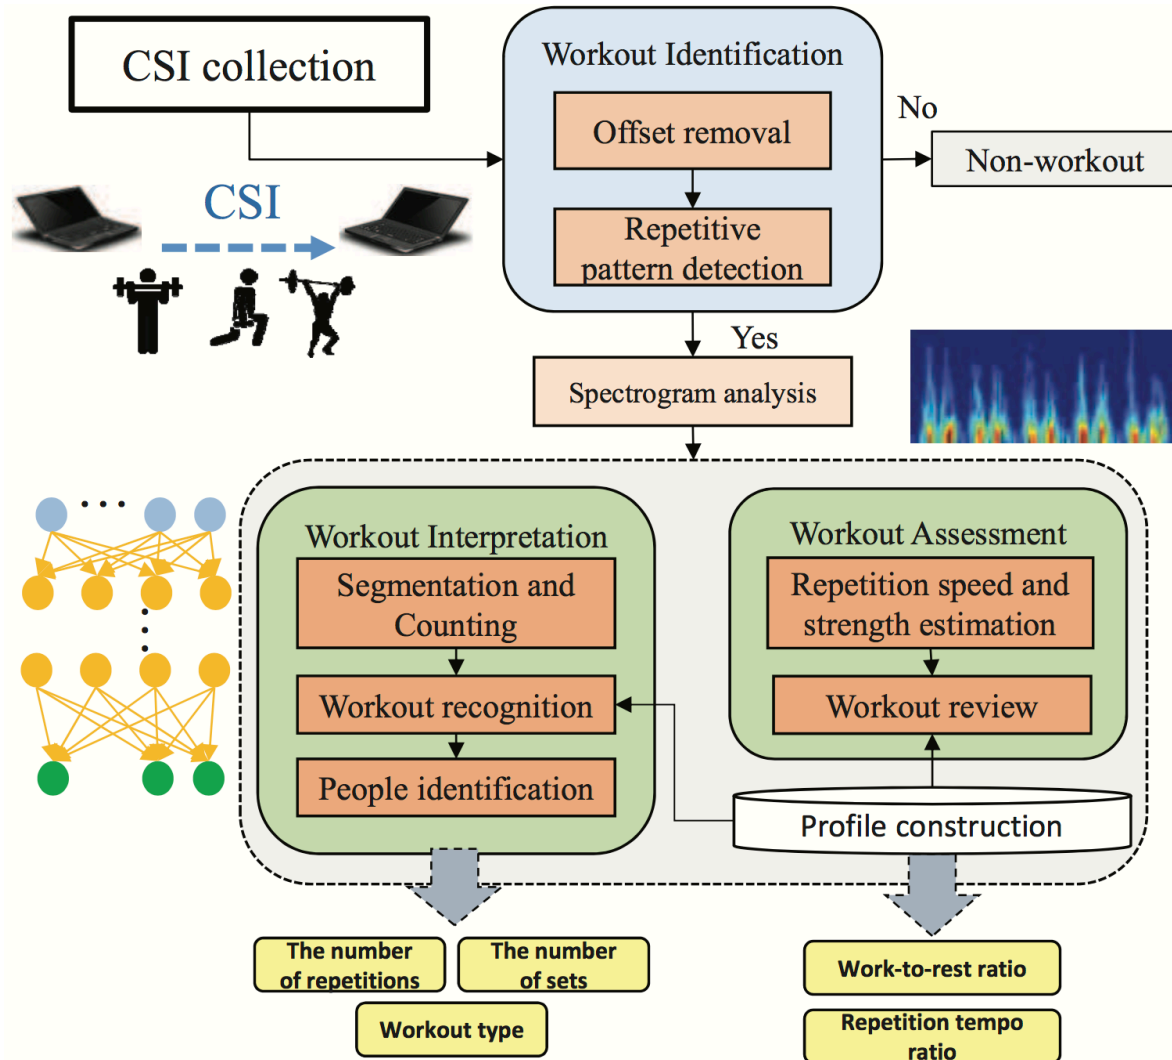 CSI collection
Workout Identification
Offset removal
No
Non-workout
CSI
Repetitive
pattern detection
Yes
Spectrogram analysis
Workout Interpretation
Segmentation and
Counting
Workout recognition
People identification
Workout Assessment
Repetition speed and
strength estimation
Workout review
Profile construction
The number
of repetitions
The number
of sets
Workout type
Work-to-rest ratio
Repetition tempo
ratio